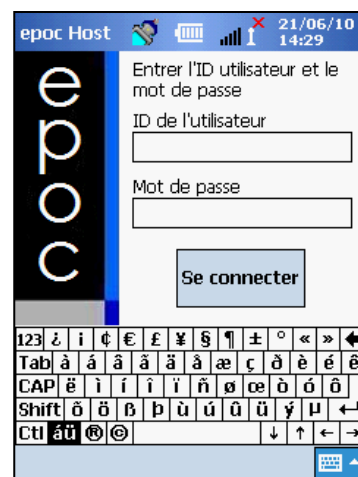 epoc Host 21/06/10
14:29
e
p
o
c
Entrer l'ID utilisateur et le
mot de passe
ID de l'utilisateur
Mot de passe
Se connecter
123 ¿ ¡ ¢ € £ ¥ § ¶ ± ° « » ←
Tab à á â ã ä å æ ç ð è é ê
CAP ë ì í î ï ñ ø œ ò ó ô
Shift õ ö ß þ ù ú û ü ý µ ↵
Ctl áü ® © ↓ ↑ ← →